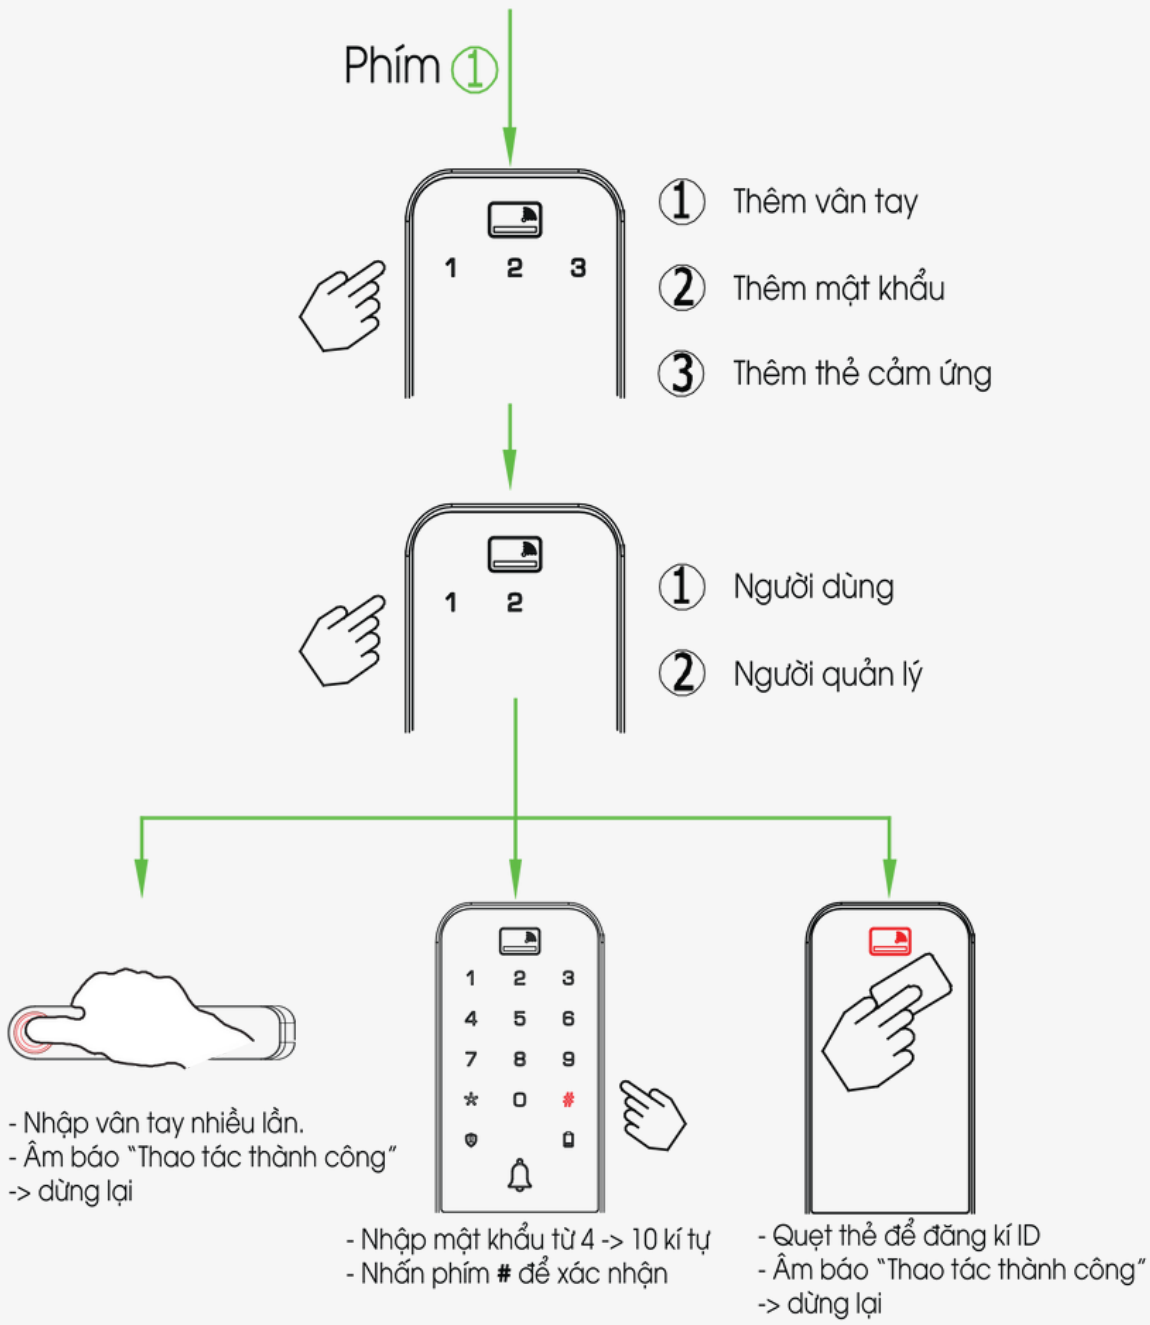 Phím 1
1 2 3
1 Thêm vân tay
2 Thêm mật khẩu
3 Thêm thẻ cảm ứng
1 2
1 Người dùng
2 Người quản lý
- Nhập vân tay nhiều lần.
- Âm báo “Thao tác thành công”
-> dừng lại
1 2 3
4 5 6
7 8 9
* 0 #
- Nhập mật khẩu từ 4 -> 10 kí tự
- Nhấn phím # để xác nhận
- Quẹt thẻ để đăng kí ID
- Âm báo “Thao tác thành công”
-> dừng lại